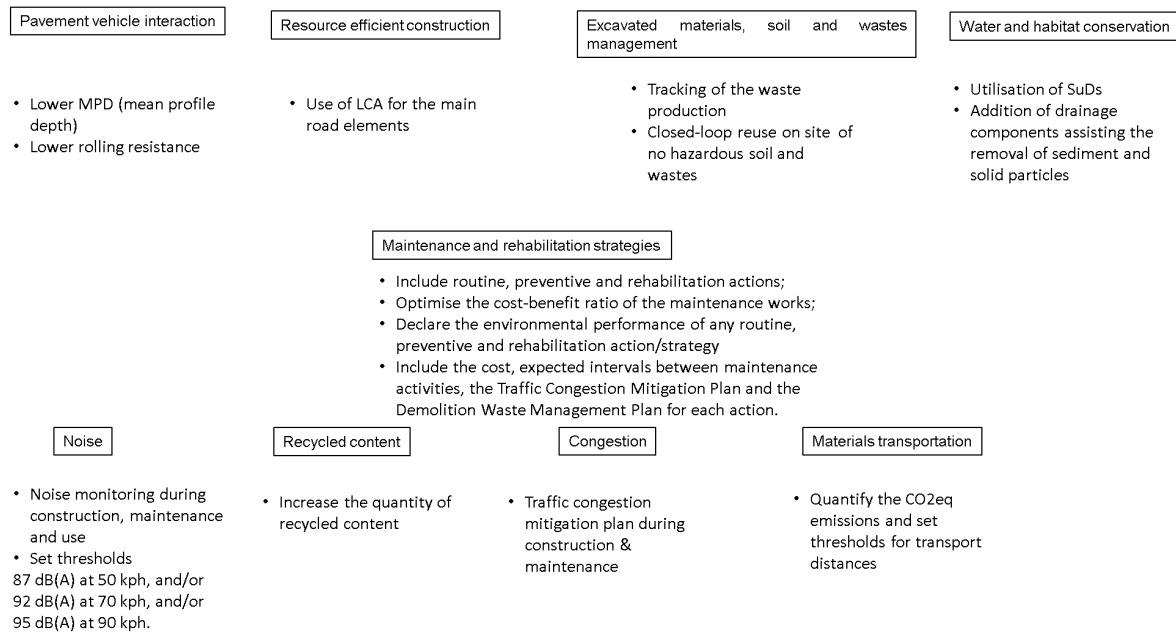 Pavement vehicle interaction
• Lower MPD (mean profile
depth)
• Lower rolling resistance
Resource efficient construction
• Use of LCA for the main
road elements
Excavated materials, soil and wastes
management
• Tracking of the waste
production
• Closed-loop reuse on site of
no hazardous soil and
wastes
Water and habitat conservation
• Utilisation of SuDs
• Addition of drainage
components assisting the
removal of sediment and
solid particles
Maintenance and rehabilitation strategies
• Include routine, preventive and rehabilitation actions;
• Optimise the cost-benefit ratio of the maintenance works;
• Declare the environmental performance of any routine,
preventive and rehabilitation action/strategy
• Include the cost, expected intervals between maintenance
activities, the Traffic Congestion Mitigation Plan and the
Demolition Waste Management Plan for each action.
Noise
• Noise monitoring during
construction, maintenance
and use
• Set thresholds
87 dB(A) at 50 kph, and/or
92 dB(A) at 70 kph, and/or
95 dB(A) at 90 kph.
Recycled content
• Increase the quantity of
recycled content
Congestion
• Traffic congestion
mitigation plan during
construction &
maintenance
Materials transportation
• Quantify the CO2eq
emissions and set
thresholds for transport
distances